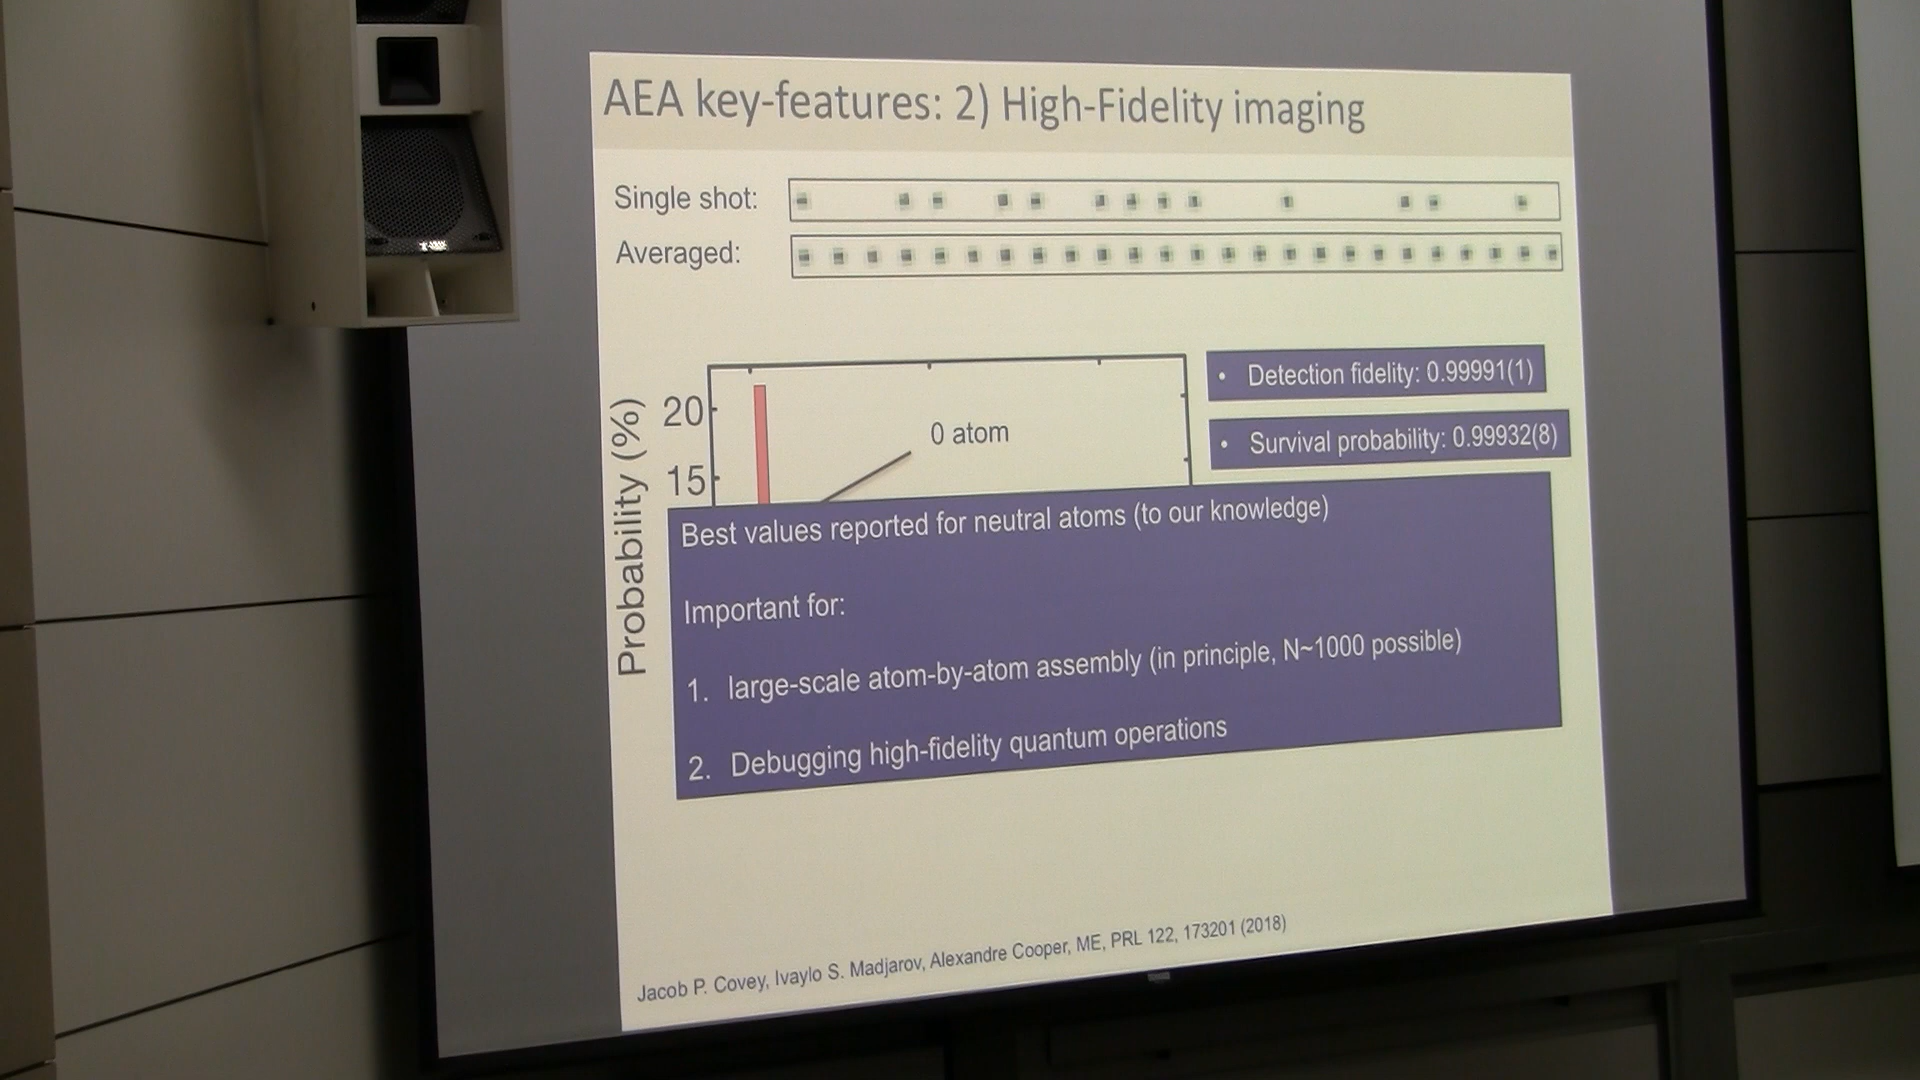 AEA key-features: 2) High-Fidelity imaging
Single shot:
Averaged:
Probability (%)
20
15
0 atom
• Detection fidelity: 0.99991(1)
• Survival probability: 0.99932(8)
Best values reported for neutral atoms (to our knowledge)
Important for:
1. large-scale atom-by-atom assembly (in principle, N~1000 possible)
2. Debugging high-fidelity quantum operations
Jacob P. Covey, Ivaylo S. Madjarov, Alexandre Cooper, ME, PRL 122, 173201 (2018)